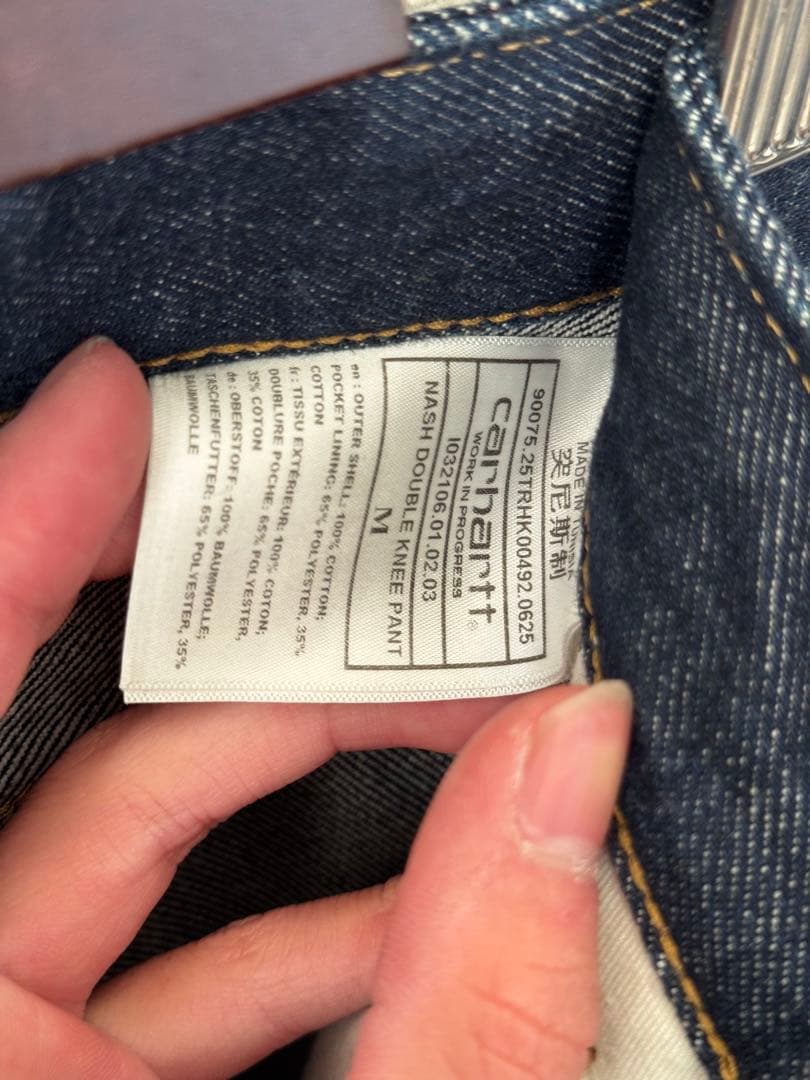 MADE IN TUNISIA
突尼斯制
90075.25TRHK00492.0625
carhartt®
WORK IN PROGRESS
I032106.01.02.03
NASH DOUBLE KNEE PANT
M
en : OUTER SHELL: 100% COTTON;
POCKET LINING: 65% POLYESTER, 35%
COTTON
fr : TISSU EXTÉRIEUR: 100% COTON;
DOUBLURE POCHE: 65% POLYESTER,
35% COTON
de : OBERSTOFF: 100% BAUMWOLLE;
TASCHENFUTTER: 65% POLYESTER, 35%
BAUMWOLLE